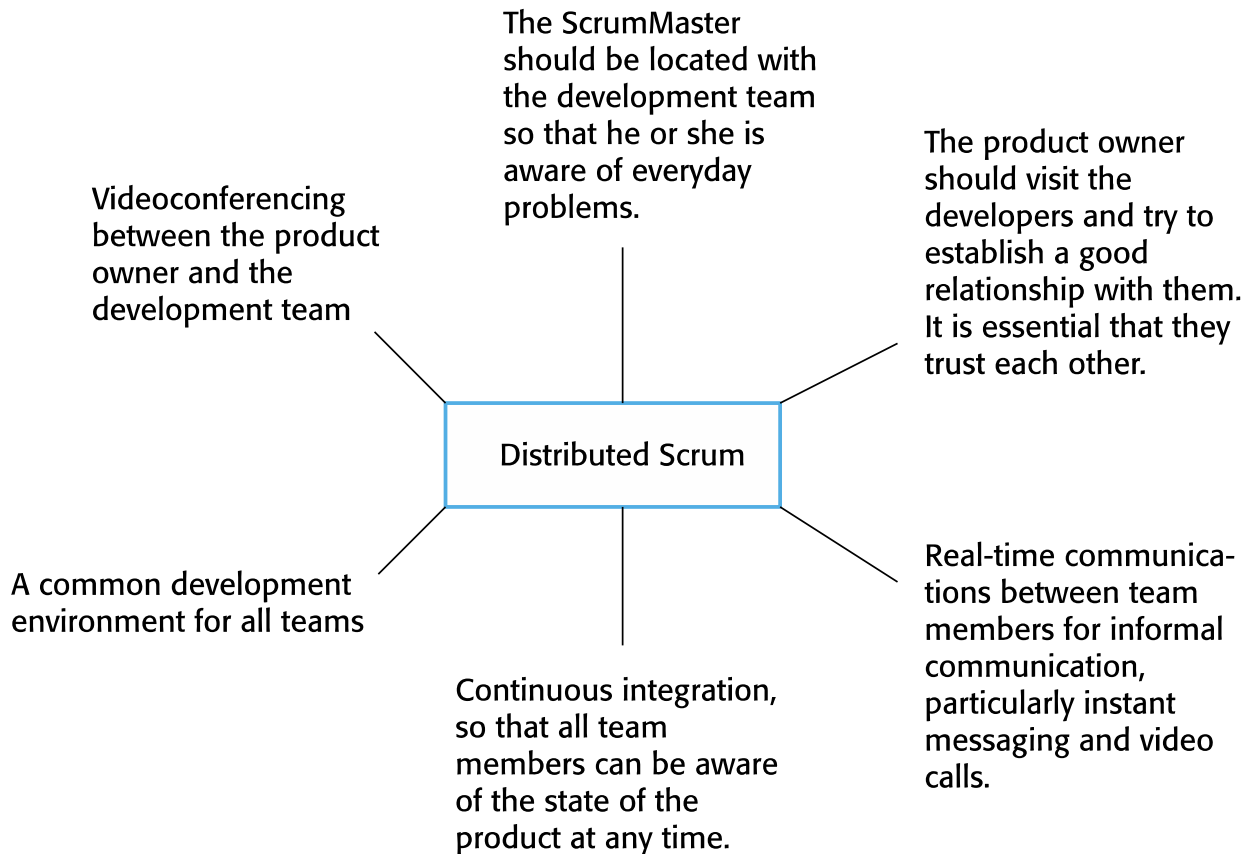 The ScrumMaster
should be located with
the development team
so that he or she is
aware of everyday
problems.
The product owner
should visit the
developers and try to
establish a good
relationship with them.
It is essential that they
trust each other.
Videoconferencing
between the product
owner and the
development team
Distributed Scrum
A common development
environment for all teams
Real-time communica-
tions between team
members for informal
communication,
particularly instant
messaging and video
calls.
Continuous integration,
so that all team
members can be aware
of the state of the
product at any time.